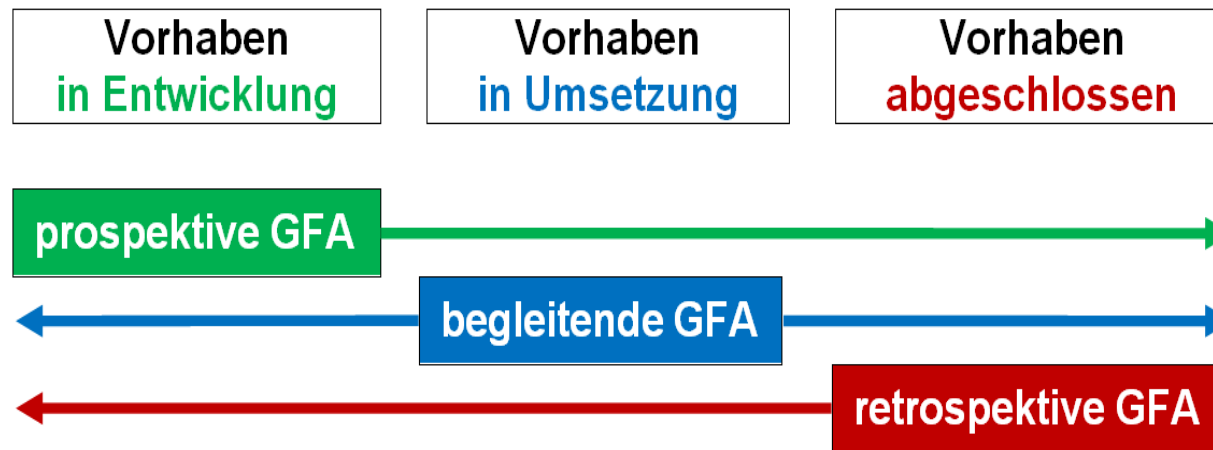 Vorhaben
in Entwicklung
Vorhaben
in Umsetzung
Vorhaben
abgeschlossen
prospektive GFA
begleitende GFA
retrospektive GFA